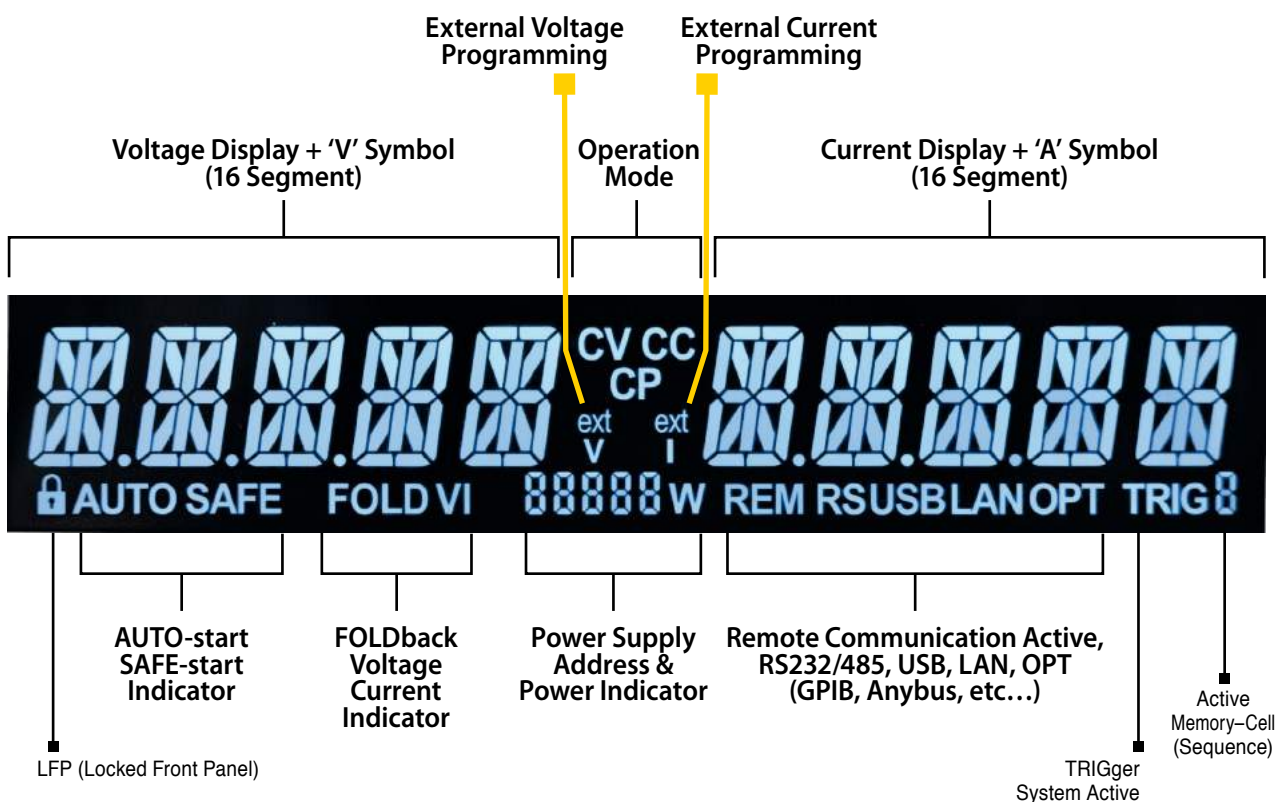 External Voltage
Programming
External Current
Programming
Voltage Display + ‘V’ Symbol
(16 Segment)
Operation
Mode
Current Display + ‘A’ Symbol
(16 Segment)
CV CC
CP
ext
V
ext
I
AUTO SAFE FOLD VI 88888 W REM RS USB LAN OPT TRIG 8
AUTO-start
SAFE-start
Indicator
FOLDback
Voltage
Current
Indicator
Power Supply
Address &
Power Indicator
Remote Communication Active,
RS232/485, USB, LAN, OPT
(GPIB, Anybus, etc…)
Active
Memory–Cell
(Sequence)
LFP (Locked Front Panel)
TRIGger
System Active